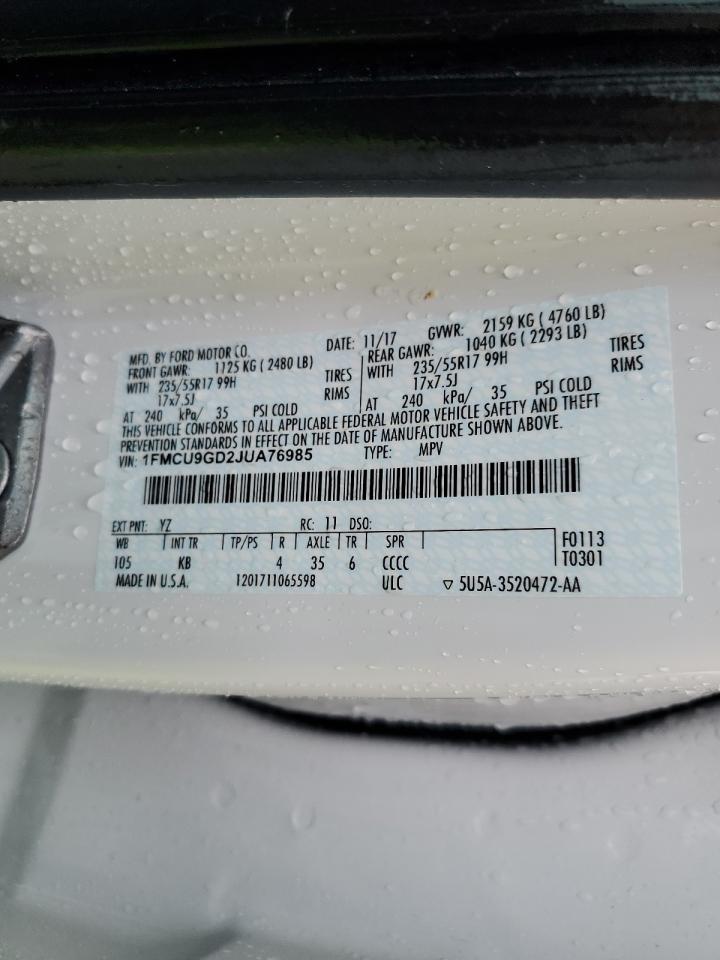 MFD. BY FORD MOTOR CO. DATE: 11/17 GVWR: 2159 KG ( 4760 LB)
FRONT GAWR: 1125 KG ( 2480 LB) REAR GAWR: 1040 KG ( 2293 LB)
WITH 235/55R17 99H TIRES WITH 235/55R17 99H TIRES
17x7.5J RIMS 17x7.5J RIMS
AT 240 kPa/ 35 PSI COLD AT 240 kPa/ 35 PSI COLD
THIS VEHICLE CONFORMS TO ALL APPLICABLE FEDERAL MOTOR VEHICLE SAFETY AND THEFT
PREVENTION STANDARDS IN EFFECT ON THE DATE OF MANUFACTURE SHOWN ABOVE.
VIN: 1FMCU9GD2JUA76985 TYPE: MPV
EXT PNT: YZ RC: 11 DSO:
WB INT TR TP/PS R AXLE TR SPR F0113
105 KB 4 35 6 CCCC T0301
MADE IN U.S.A. 1201711065598 ULC ▽ 5U5A-3520472-AA